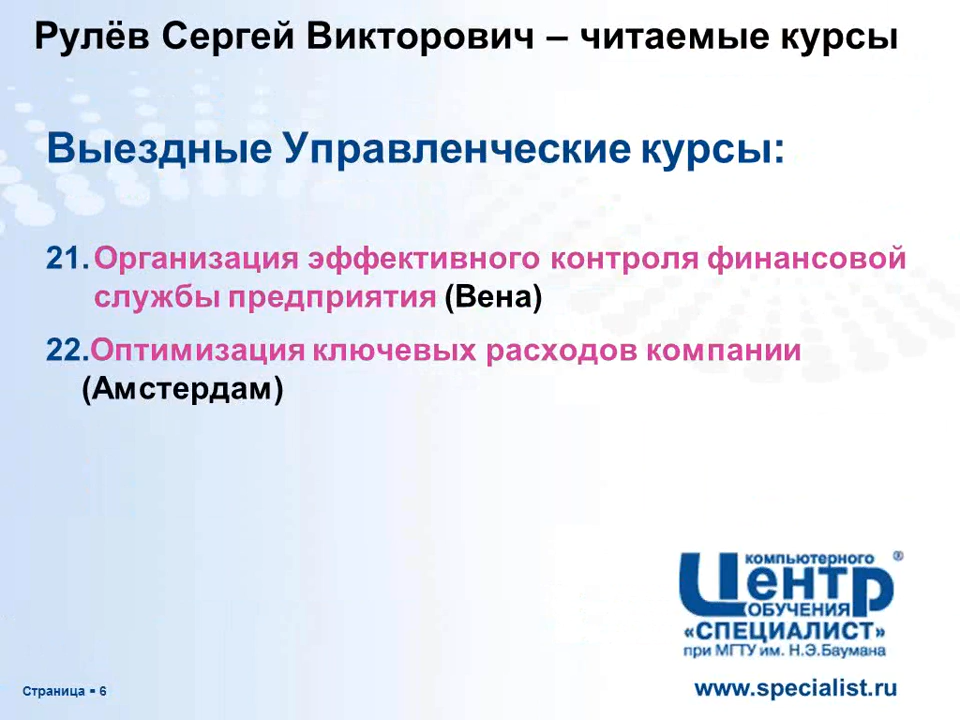 Рулёв Сергей Викторович – читаемые курсы
Выездные Управленческие курсы:
21. Организация эффективного контроля финансовой
службы предприятия (Вена)
22.Оптимизация ключевых расходов компании
(Амстердам)
компьютерного
Центр®
обучения
«СПЕЦИАЛИСТ»
при МГТУ им. Н.Э.Баумана
www.specialist.ru
Страница ▪ 6